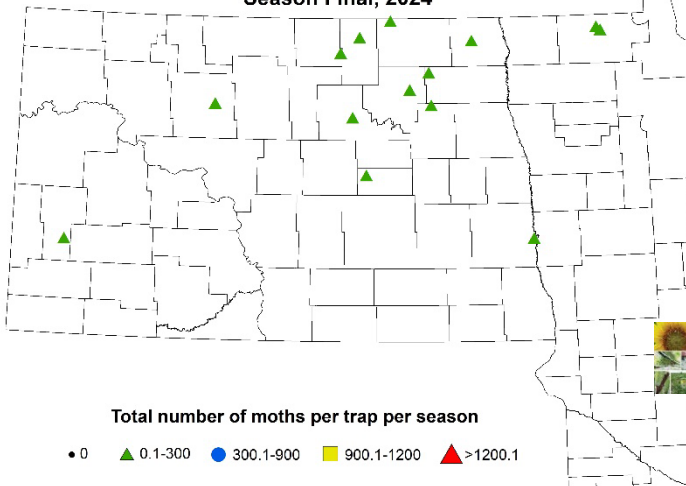 Season Final, 2024
Total number of moths per trap per season
0 0.1-300 300.1-900 900.1-1200 >1200.1